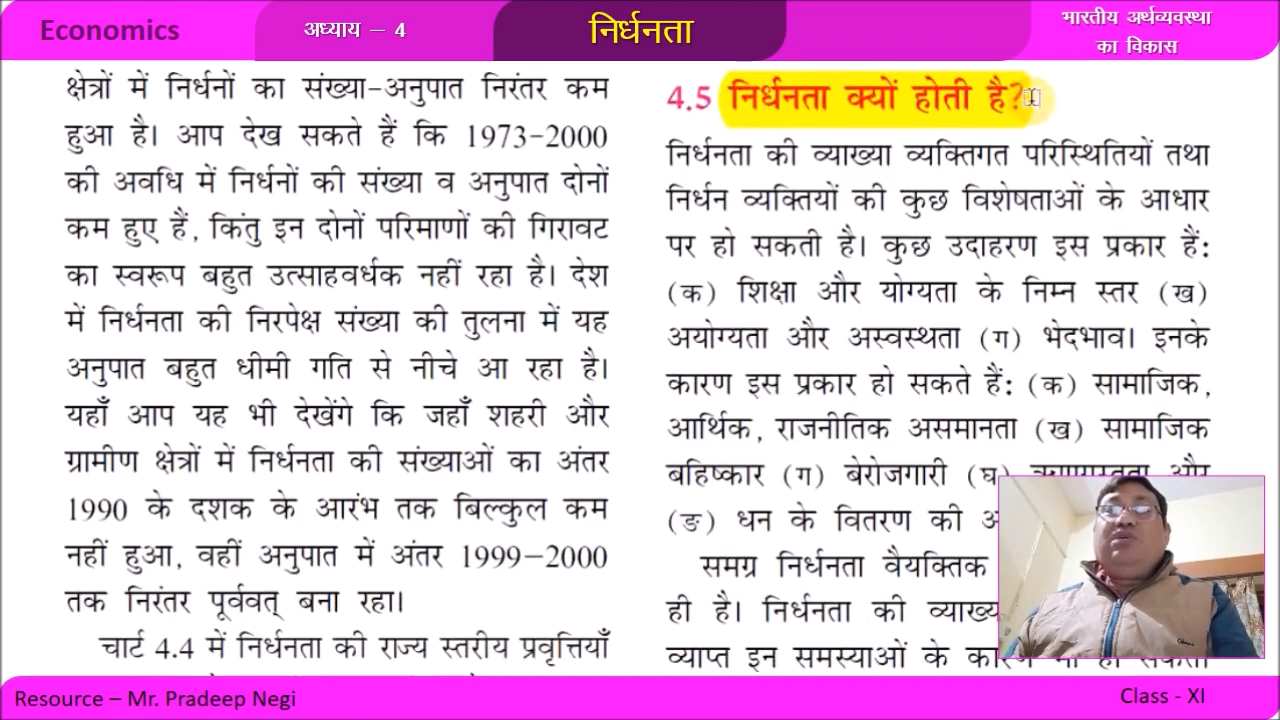 Economics
अध्याय – 4
निर्धनता
भारतीय अर्थव्यवस्था
का विकास
क्षेत्रों में निर्धनों का संख्या-अनुपात निरंतर कम
हुआ है। आप देख सकते हैं कि 1973-2000
की अवधि में निर्धनों की संख्या व अनुपात दोनों
कम हुए हैं, किंतु इन दोनों परिमाणों की गिरावट
का स्वरूप बहुत उत्साहवर्धक नहीं रहा है। देश
में निर्धनता की निरपेक्ष संख्या की तुलना में यह
अनुपात बहुत धीमी गति से नीचे आ रहा है।
यहाँ आप यह भी देखेंगे कि जहाँ शहरी और
ग्रामीण क्षेत्रों में निर्धनता की संख्याओं का अंतर
1990 के दशक के आरंभ तक बिल्कुल कम
नहीं हुआ, वहीं अनुपात में अंतर 1999–2000
तक निरंतर पूर्ववत् बना रहा।
चार्ट 4.4 में निर्धनता की राज्य स्तरीय प्रवृत्तियाँ
4.5 निर्धनता क्यों होती है?
निर्धनता की व्याख्या व्यक्तिगत परिस्थितियों तथा
निर्धन व्यक्तियों की कुछ विशेषताओं के आधार
पर हो सकती है। कुछ उदाहरण इस प्रकार हैं:
(क) शिक्षा और योग्यता के निम्न स्तर (ख)
अयोग्यता और अस्वस्थता (ग) भेदभाव। इनके
कारण इस प्रकार हो सकते हैं: (क) सामाजिक,
आर्थिक, राजनीतिक असमानता (ख) सामाजिक
बहिष्कार (ग) बेरोजगारी (घ) और
(ङ) धन के वितरण की
समग्र निर्धनता वैयक्तिक
ही है। निर्धनता की
व्याप्त इन समस्याओं के
Resource – Mr. Pradeep Negi
Class - XI